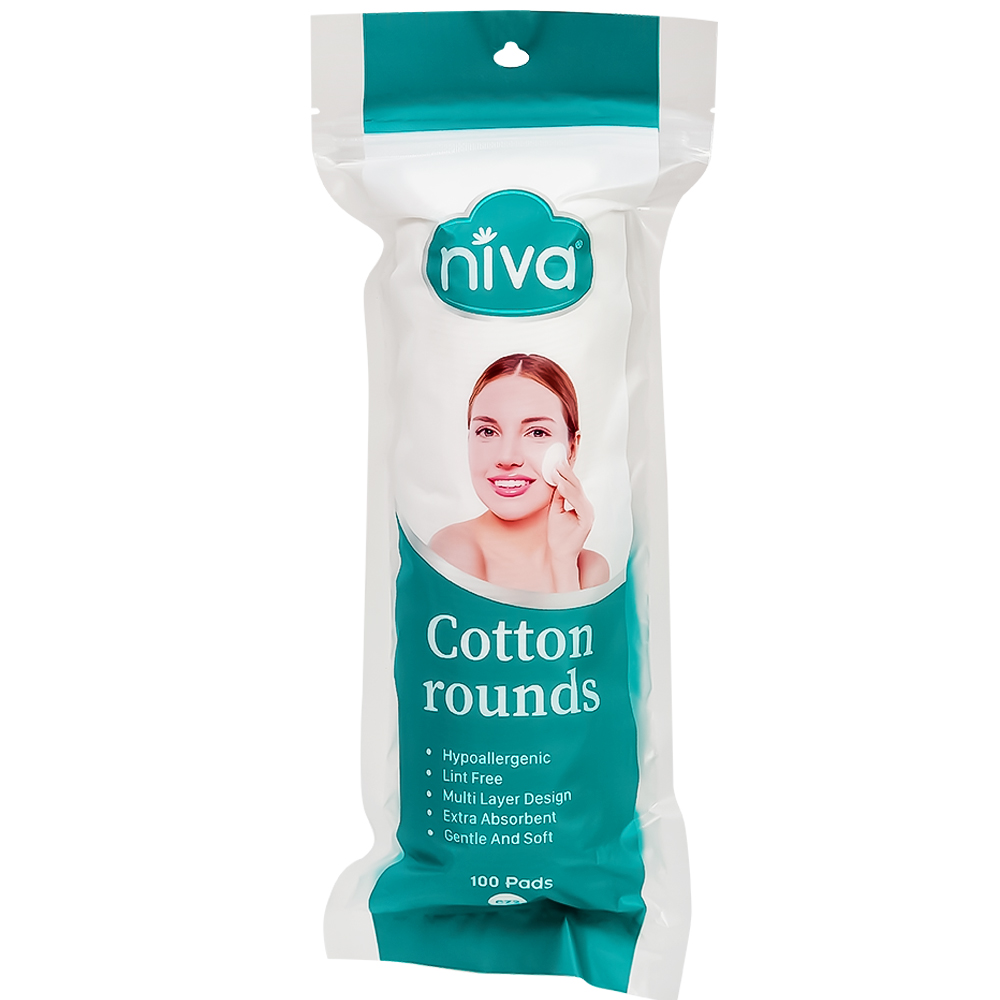 niva®
Cotton
rounds
• Hypoallergenic
• Lint Free
• Multi Layer Design
• Extra Absorbent
• Gentle And Soft
100 Pads